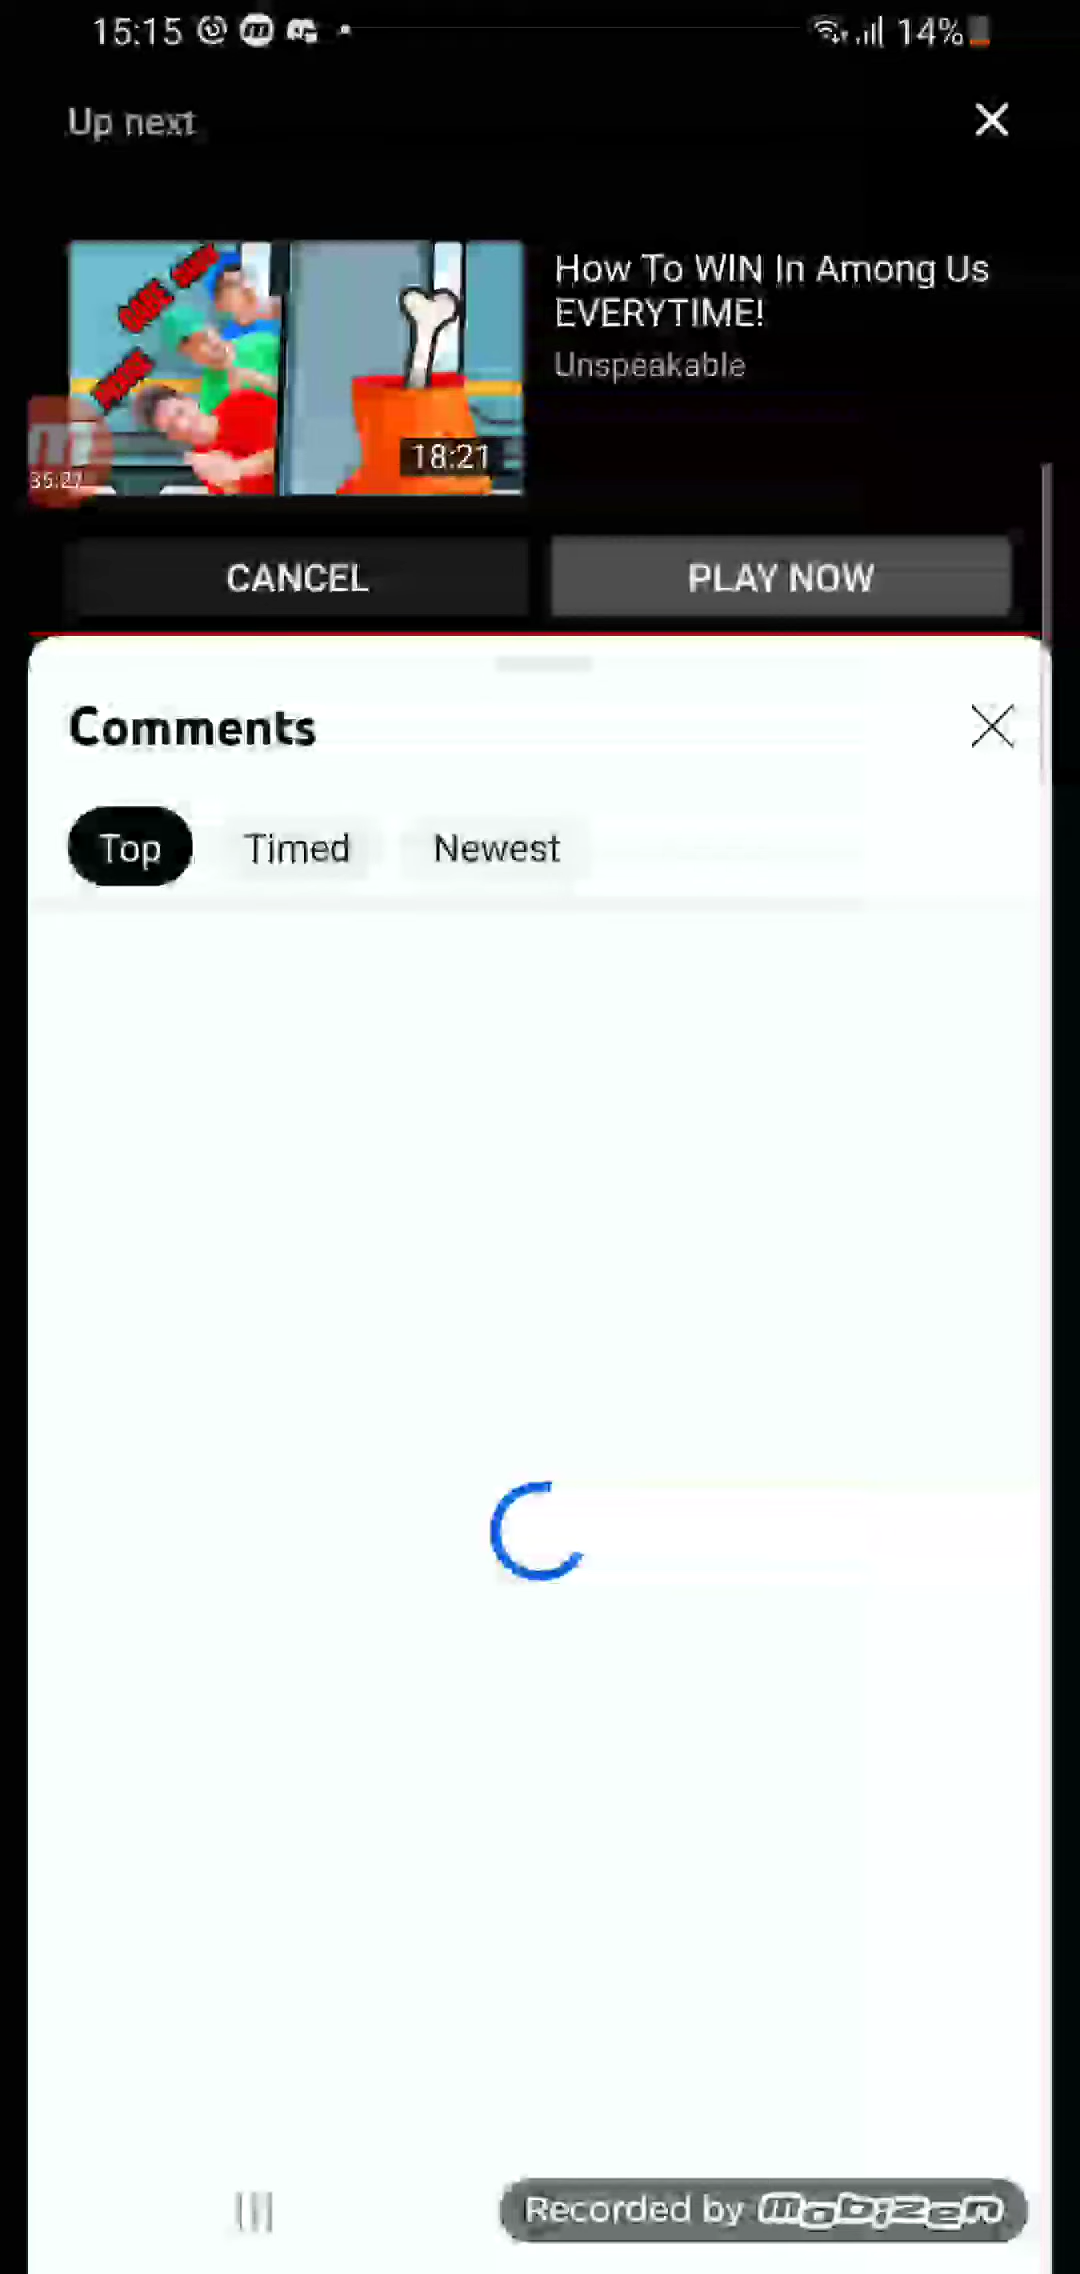 15:15
14%
Up next
18:21
35:27
How To WIN In Among Us
EVERYTIME!
Unspeakable
CANCEL
PLAY NOW
Comments
Top
Timed
Newest
Recorded by mobizen